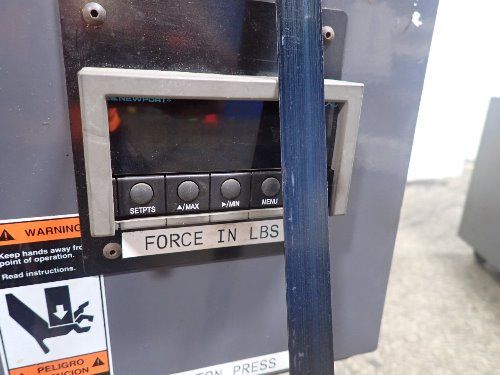 NEWPORT
SETPTS
▲/MAX
►/MIN
MENU
FORCE IN LBS
WARNING
Keep hands away
point of operation.
Read instructions.
PELIGRO
TON PRESS